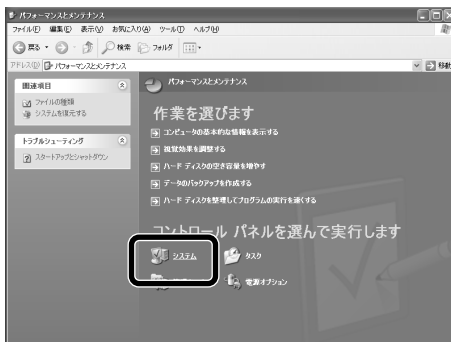 パフォーマンスとメンテナンス
ファイル(F) 編集(E) 表示(V) お気に入り(A) ツール(T) ヘルプ(H)
戻る 検索 フォルダ
アドレス(D) パフォーマンスとメンテナンス 移動
関連項目
ファイルの種類
システムを復元する
トラブルシューティング
スタートアップとシャットダウン
パフォーマンスとメンテナンス
作業を選びます
コンピュータの基本的な情報を表示する
視覚効果を調整する
ハード ディスクの空き容量を増やす
データのバックアップを作成する
ハード ディスクを整理してプログラムの実行を速くする
コントロール パネルを選んで実行します
システム タスク
電源オプション